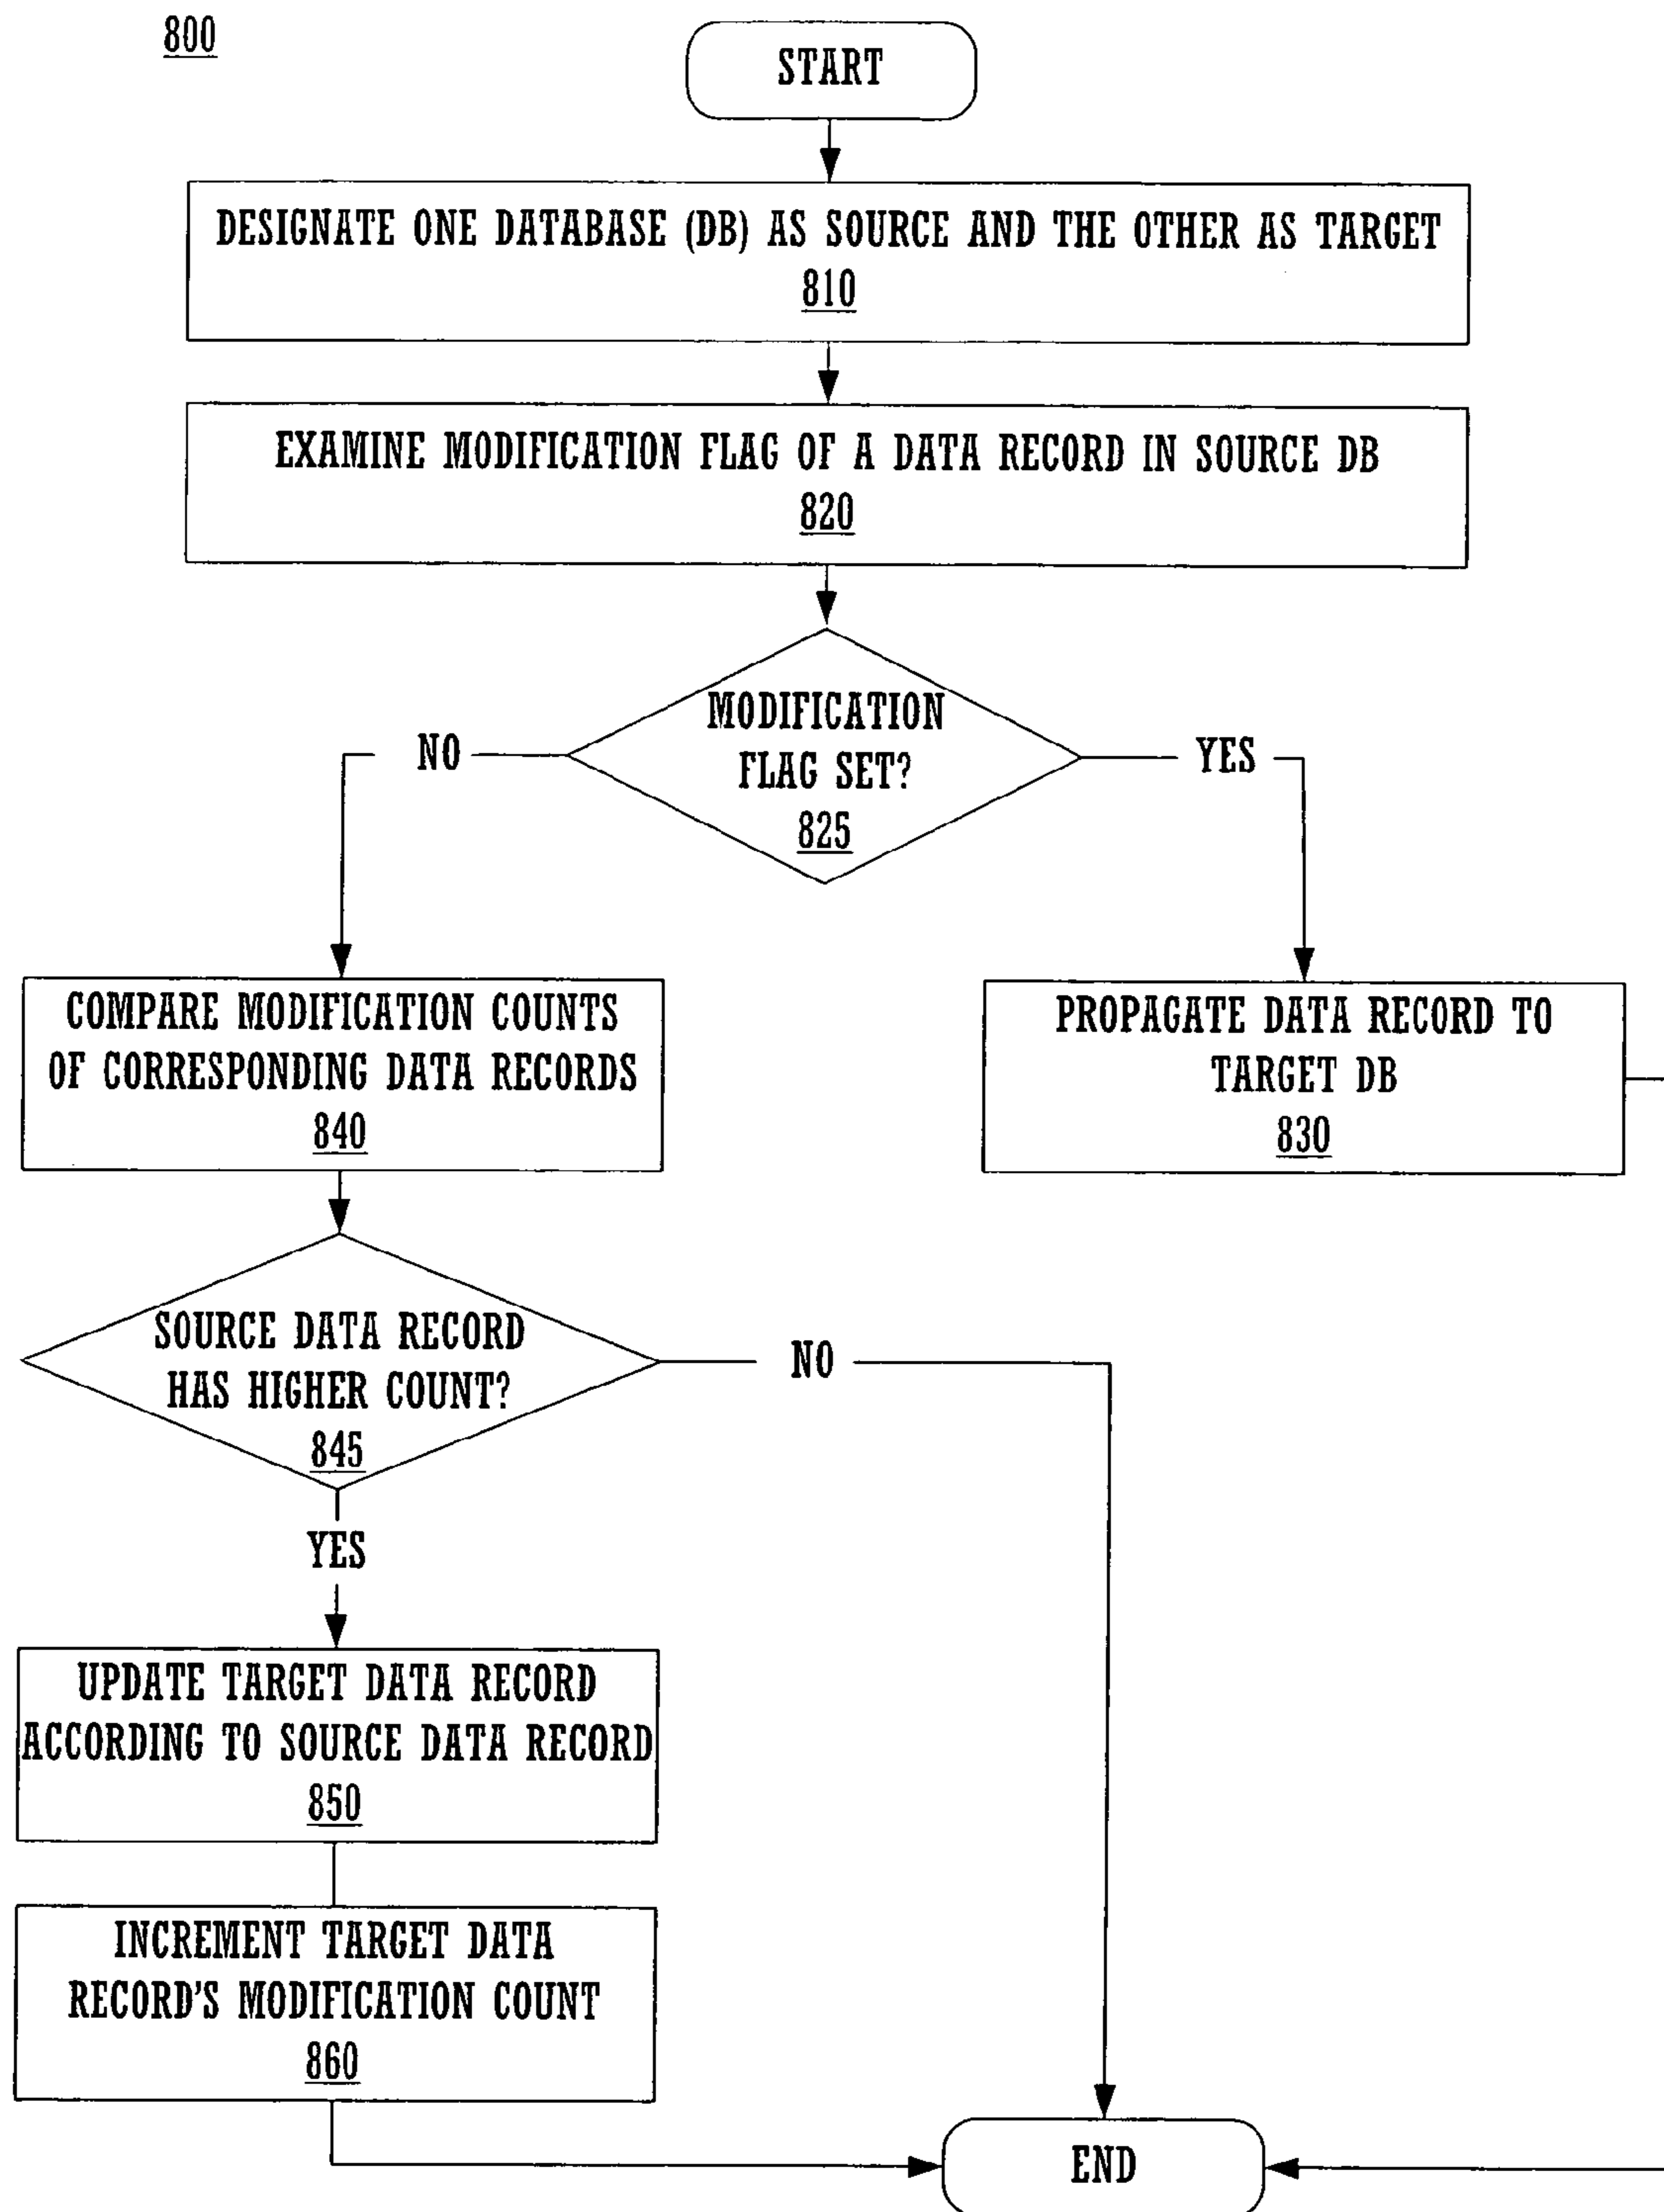 800
START
DESIGNATE ONE DATABASE (DB) AS SOURCE AND THE OTHER AS TARGET
810
EXAMINE MODIFICATION FLAG OF A DATA RECORD IN SOURCE DB
820
MODIFICATION
FLAG SET?
825
NO
YES
COMPARE MODIFICATION COUNTS
OF CORRESPONDING DATA RECORDS
840
PROPAGATE DATA RECORD TO
TARGET DB
830
SOURCE DATA RECORD
HAS HIGHER COUNT?
845
NO
YES
UPDATE TARGET DATA RECORD
ACCORDING TO SOURCE DATA RECORD
850
INCREMENT TARGET DATA
RECORD'S MODIFICATION COUNT
860
END